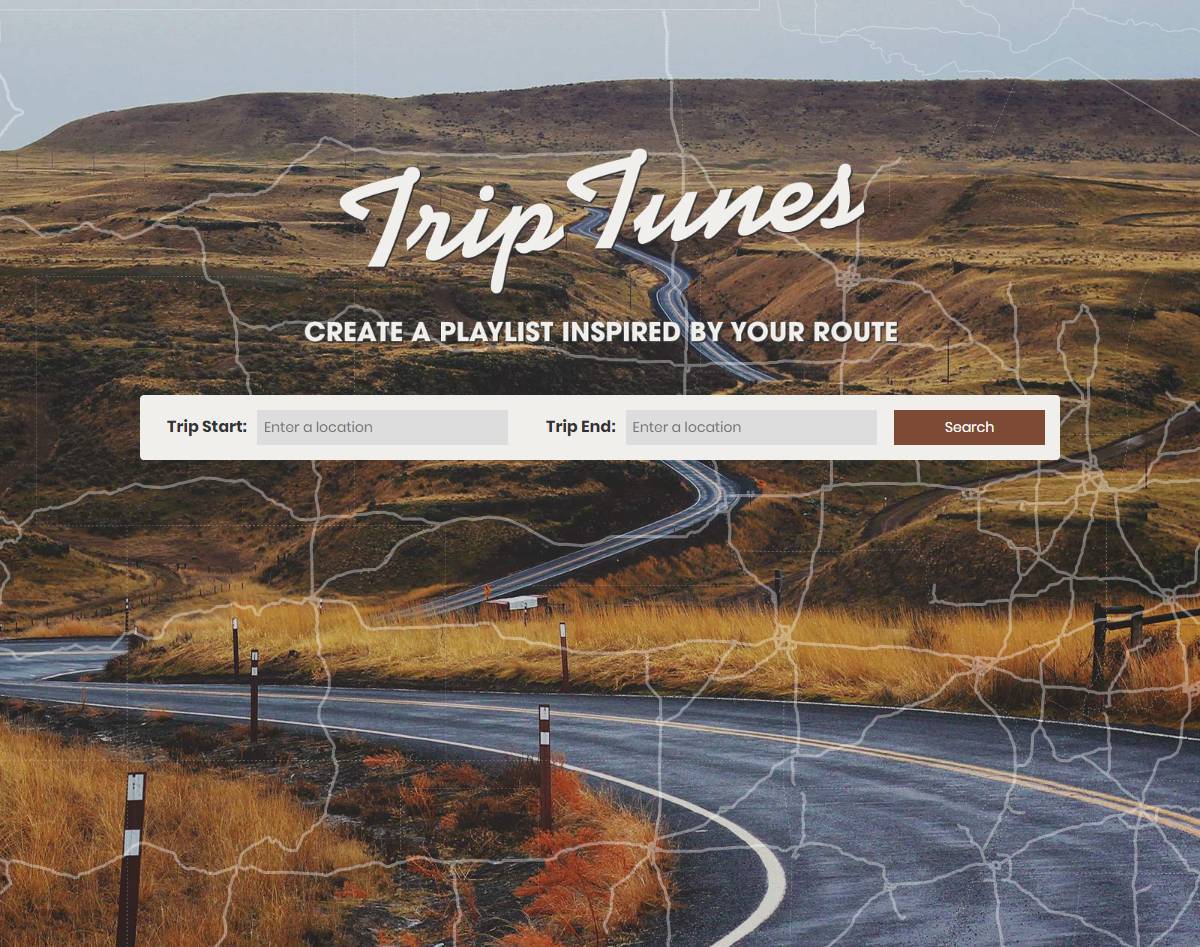 Trip Tunes
CREATE A PLAYLIST INSPIRED BY YOUR ROUTE
Trip Start: Enter a location Trip End: Enter a location Search